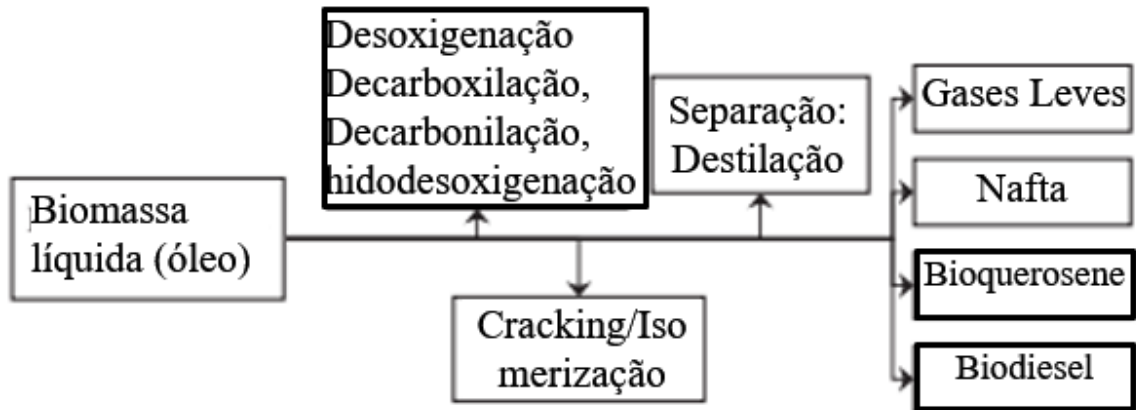 Desoxigenação
Decarboxilação,
Decarbonilação,
hidodesoxigenação
Separação:
Destilação
Gases Leves
Biomassa
líquida (óleo)
Nafta
Bioquerosene
Cracking/Iso
merização
Biodiesel